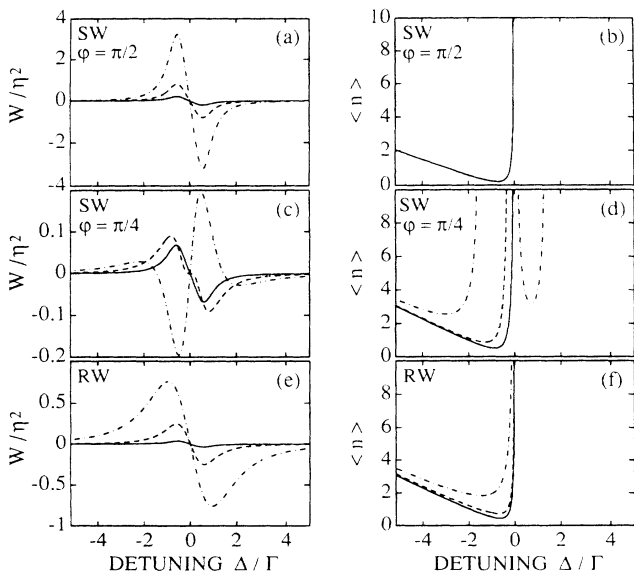 SW (a)
φ = π/2
W/η²
4
2
0
-2
-4
SW (b)
φ = π/2
<n>
10
8
6
4
2
0
SW (c)
φ = π/4
W/η²
0.1
0
-0.1
-0.2
SW (d)
φ = π/4
<n>
8
6
4
2
0
RW (e)
W/η²
0.5
0
-0.5
-1
-4 -2 0 2 4
DETUNING Δ / Γ
RW (f)
<n>
8
6
4
2
0
-4 -2 0 2 4
DETUNING Δ / Γ